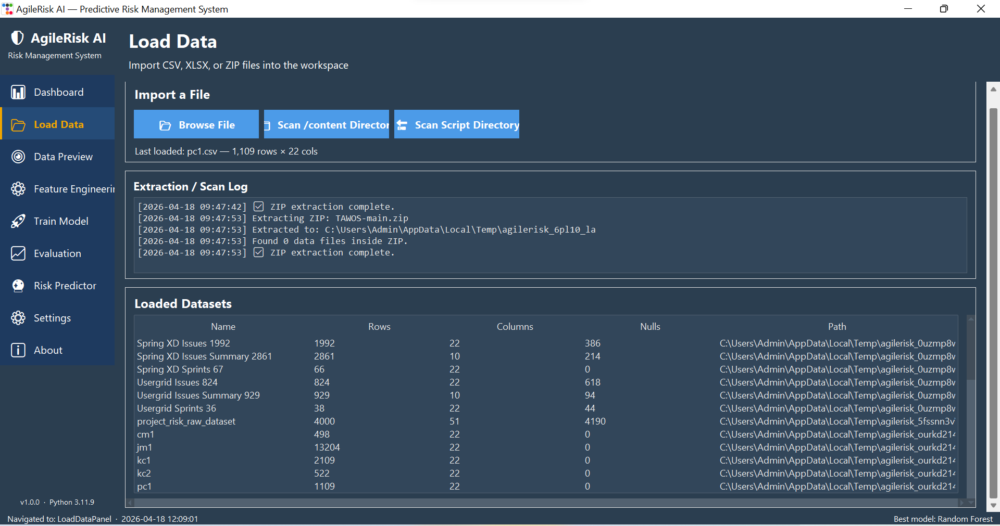 AgileRisk AI — Predictive Risk Management System
AgileRisk AI
Risk Management System
Dashboard
Load Data
Data Preview
Feature Engineerin
Train Model
Evaluation
Risk Predictor
Settings
About
v1.0.0 · Python 3.11.9
Load Data
Import CSV, XLSX, or ZIP files into the workspace
Import a File
Browse File
Scan /content Director
Scan Script Directory
Last loaded: pc1.csv — 1,109 rows × 22 cols
Extraction / Scan Log
[2026-04-18 09:47:42] ☑ ZIP extraction complete.
[2026-04-18 09:47:53] Extracting ZIP: TAWOS-main.zip
[2026-04-18 09:47:53] Extracted to: C:\Users\Admin\AppData\Local\Temp\agilerisk_6pl10_la
[2026-04-18 09:47:53] Found 0 data files inside ZIP.
[2026-04-18 09:47:53] ☑ ZIP extraction complete.
Loaded Datasets
Name Rows Columns Nulls Path
Spring XD Issues 1992 1992 22 386 C:\Users\Admin\AppData\Local\Temp\agilerisk_0uzmp8v
Spring XD Issues Summary 2861 2861 10 214 C:\Users\Admin\AppData\Local\Temp\agilerisk_0uzmp8v
Spring XD Sprints 67 66 22 0 C:\Users\Admin\AppData\Local\Temp\agilerisk_0uzmp8v
Usergrid Issues 824 824 22 618 C:\Users\Admin\AppData\Local\Temp\agilerisk_0uzmp8v
Usergrid Issues Summary 929 929 10 94 C:\Users\Admin\AppData\Local\Temp\agilerisk_0uzmp8v
Usergrid Sprints 36 38 22 44 C:\Users\Admin\AppData\Local\Temp\agilerisk_0uzmp8v
project_risk_raw_dataset 4000 51 4190 C:\Users\Admin\AppData\Local\Temp\agilerisk_5fssnn3v
cm1 498 22 0 C:\Users\Admin\AppData\Local\Temp\agilerisk_ourkd214
jm1 13204 22 0 C:\Users\Admin\AppData\Local\Temp\agilerisk_ourkd214
kc1 2109 22 0 C:\Users\Admin\AppData\Local\Temp\agilerisk_ourkd214
kc2 522 22 0 C:\Users\Admin\AppData\Local\Temp\agilerisk_ourkd214
pc1 1109 22 0 C:\Users\Admin\AppData\Local\Temp\agilerisk_ourkd214
Navigated to: LoadDataPanel · 2026-04-18 12:09:01
Best model: Random Forest